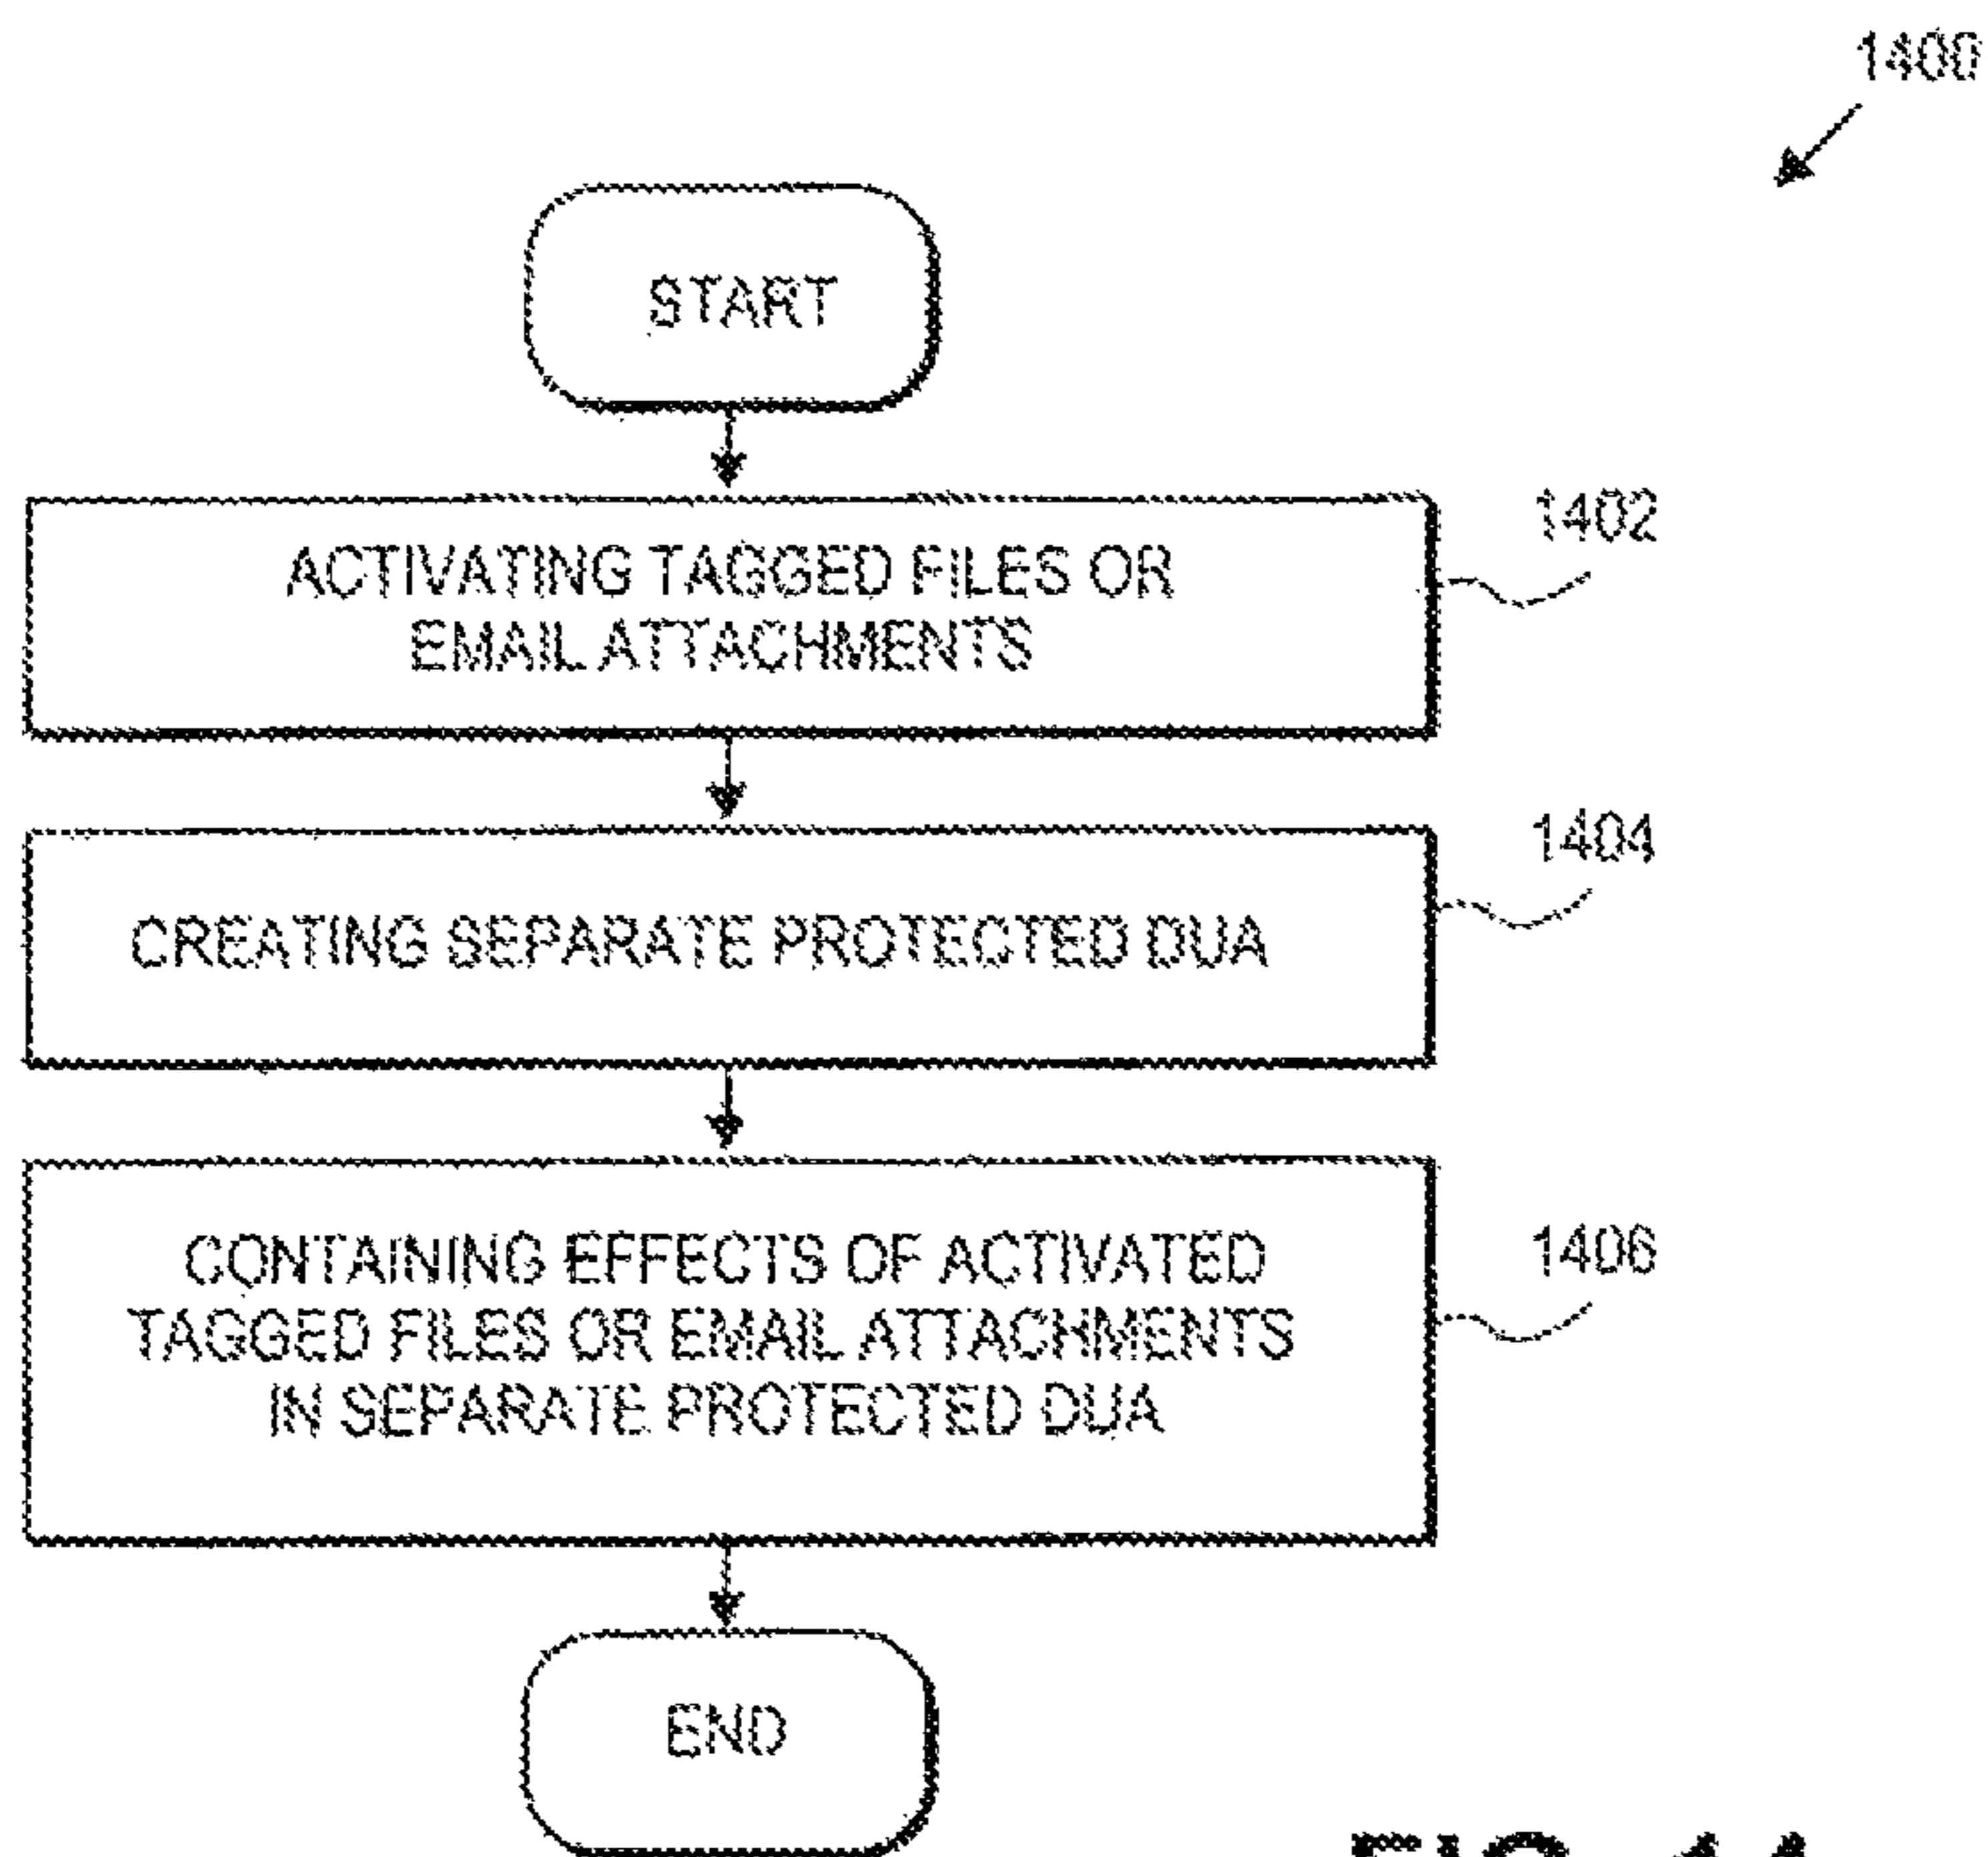 1400
START
ACTIVATING TAGGED FILES OR
EMAIL ATTACHMENTS
1402
CREATING SEPARATE PROTECTED DUA
1404
CONTAINING EFFECTS OF ACTIVATED
TAGGED FILES OR EMAIL ATTACHMENTS
IN SEPARATE PROTECTED DUA
1406
END